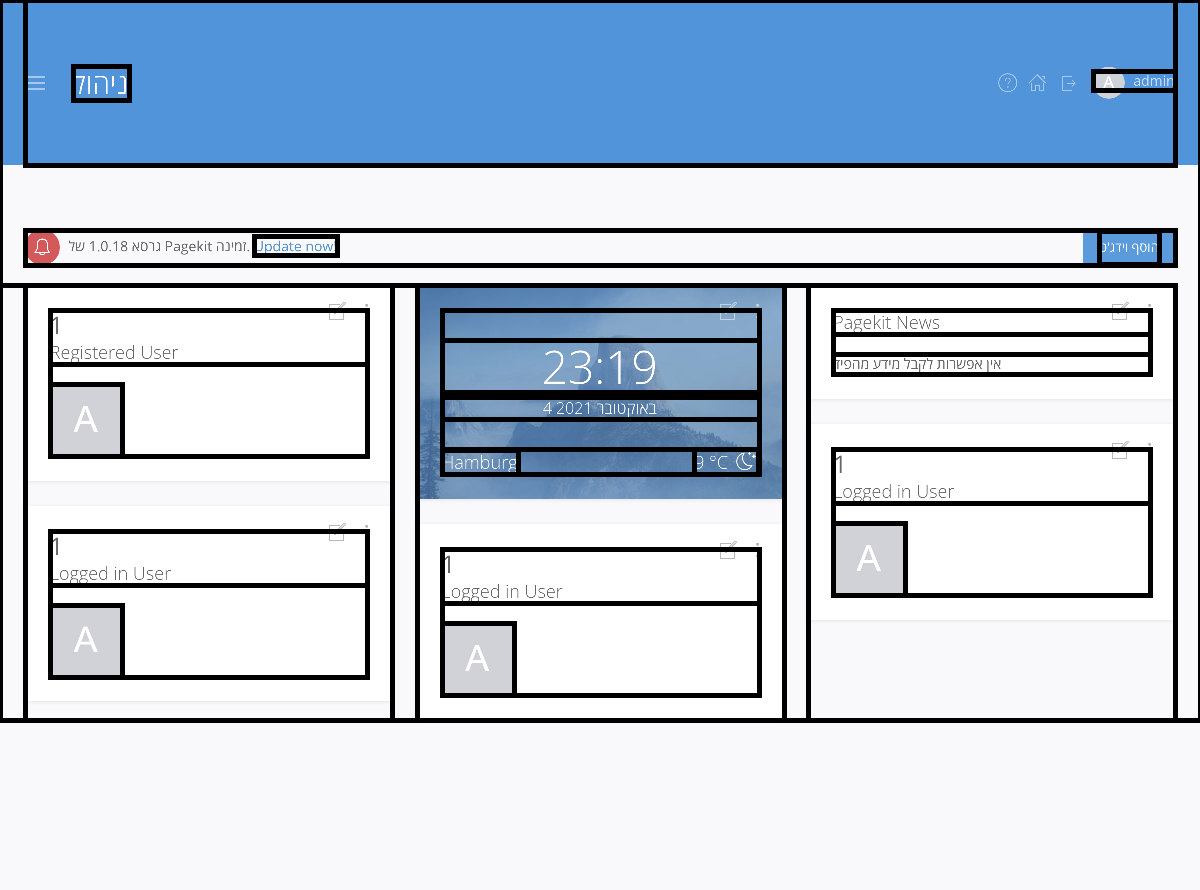 ניהול
A admin
גרסא 1.0.18 של Pagekit זמינה. Update now!
הוסף וידג'ט
1
Registered User
A
1
Logged in User
A
23:19
4 באוקטובר 2021
Hamburg
9 °C
1
Logged in User
A
Pagekit News
אין אפשרות לקבל מידע מהפיד
1
Logged in User
A